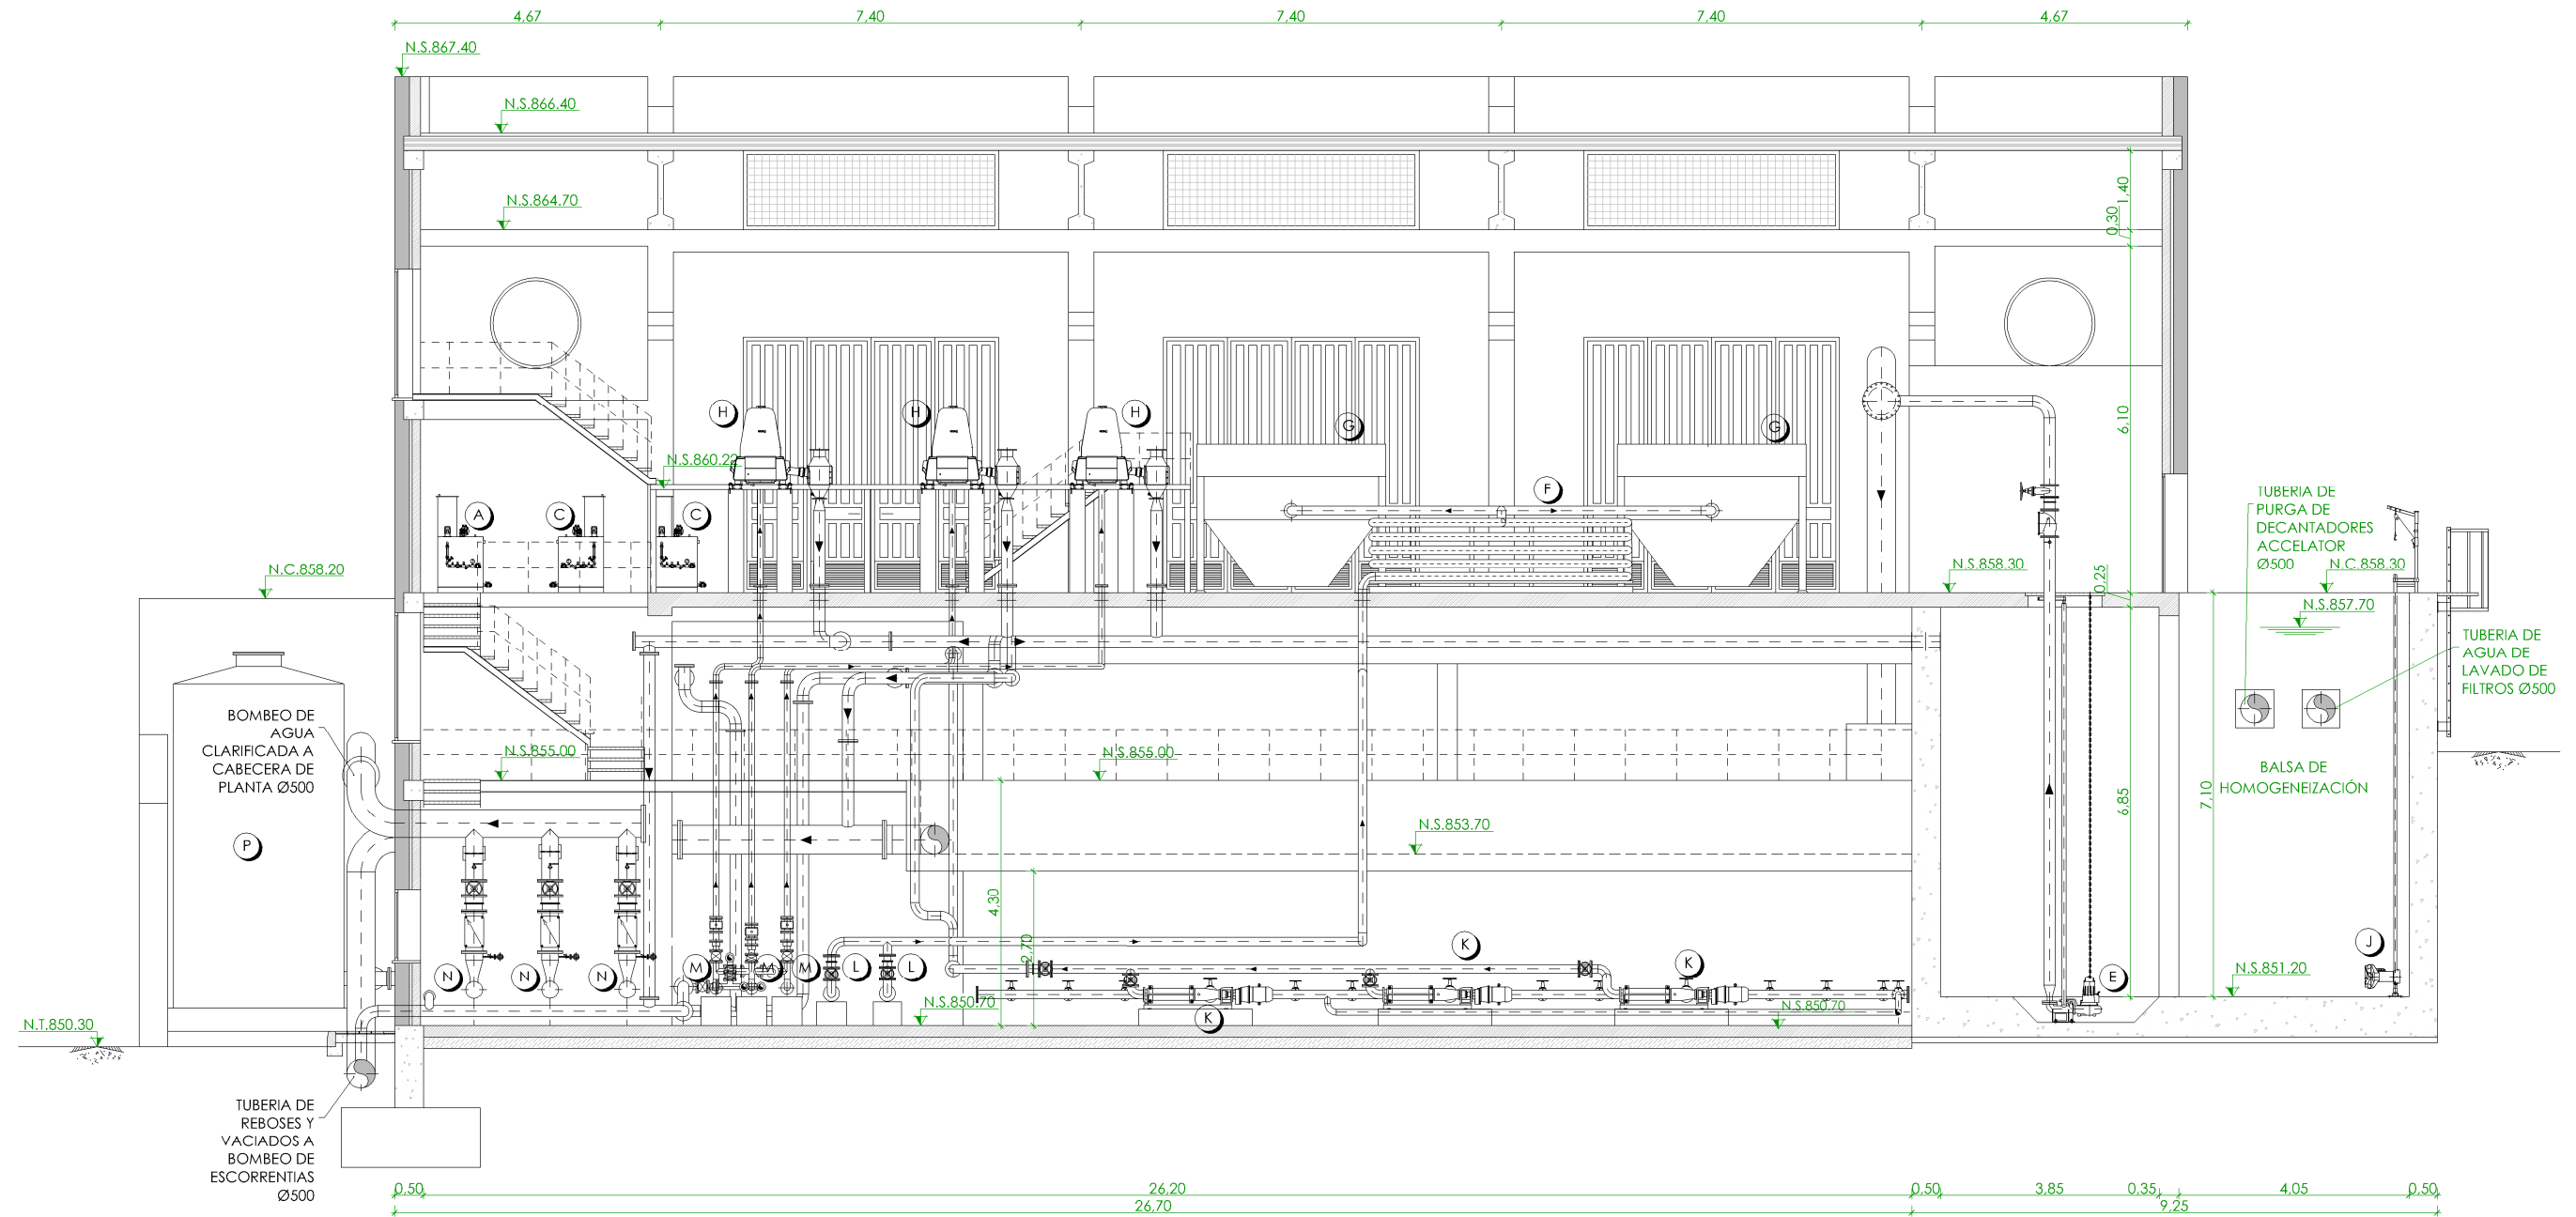 4,67
7,40
7,40
7,40
4,67
N.S.867.40
N.S.866.40
N.S.864.70
1,40
0,30
6,10
H
H
H
G
G
N.S.860.22
F
A
C
C
TUBERIA DE
PURGA DE
DECANTADORES
ACCELATOR
Ø500
N.C.858.20
N.S.858.30
0,25
N.C.858.30
N.S.857.70
TUBERIA DE
AGUA DE
LAVADO DE
FILTROS Ø500
BOMBEO DE
AGUA
CLARIFICADA A
CABECERA DE
PLANTA Ø500
N.S.855.00
N.S.855.00
BALSA DE
HOMOGENEIZACIÓN
6,85
7,10
P
N.S.853.70
4,30
2,70
K
K
J
N
N
N
M
M
M
L
L
E
N.S.851.20
N.S.850.70
N.S.850.70
K
N.T.850.30
TUBERIA DE
REBOSES Y
VACIADOS A
BOMBEO DE
ESCORRENTIAS
Ø500
0,50
26,20
0,50
3,85
0,35
4,05
0,50
26,70
9,25